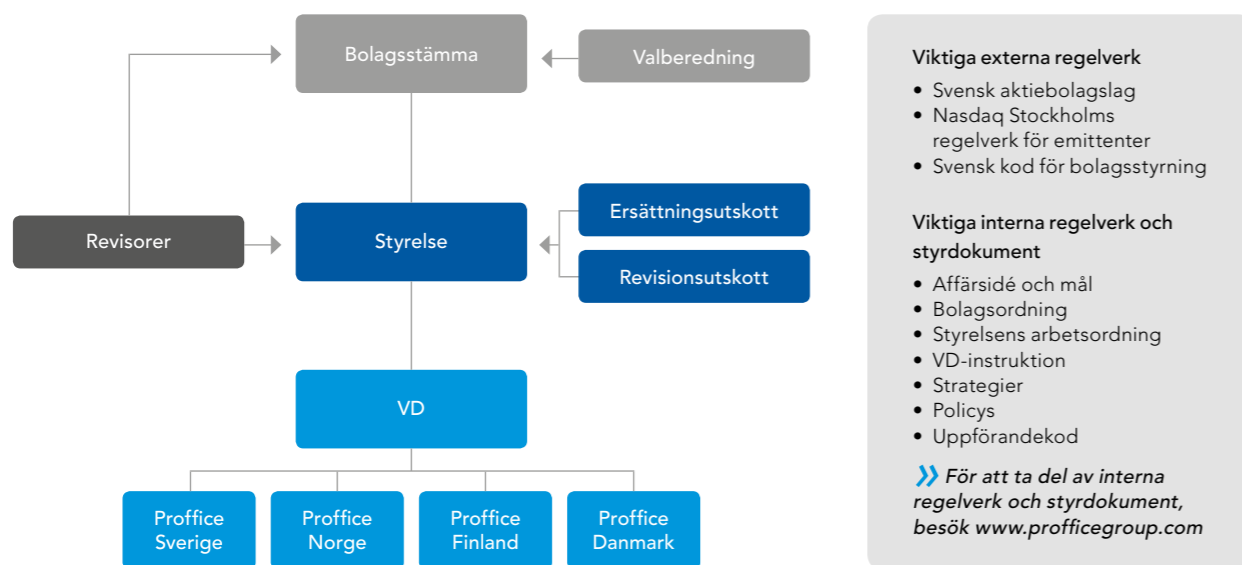 Bolagsstämma
Valberedning
Revisorer
Styrelse
Ersättningsutskott
Revisionsutskott
VD
Proffice
Sverige
Proffice
Norge
Proffice
Finland
Proffice
Danmark
Viktiga externa regelverk
• Svensk aktiebolagslag
• Nasdaq Stockholms
regelverk för emittenter
• Svensk kod för bolagsstyrning
Viktiga interna regelverk och
styrdokument
• Affärsidé och mål
• Bolagsordning
• Styrelsens arbetsordning
• VD-instruktion
• Strategier
• Policys
• Uppförandekod
» För att ta del av interna
regelverk och styrdokument,
besök www.profficegroup.com